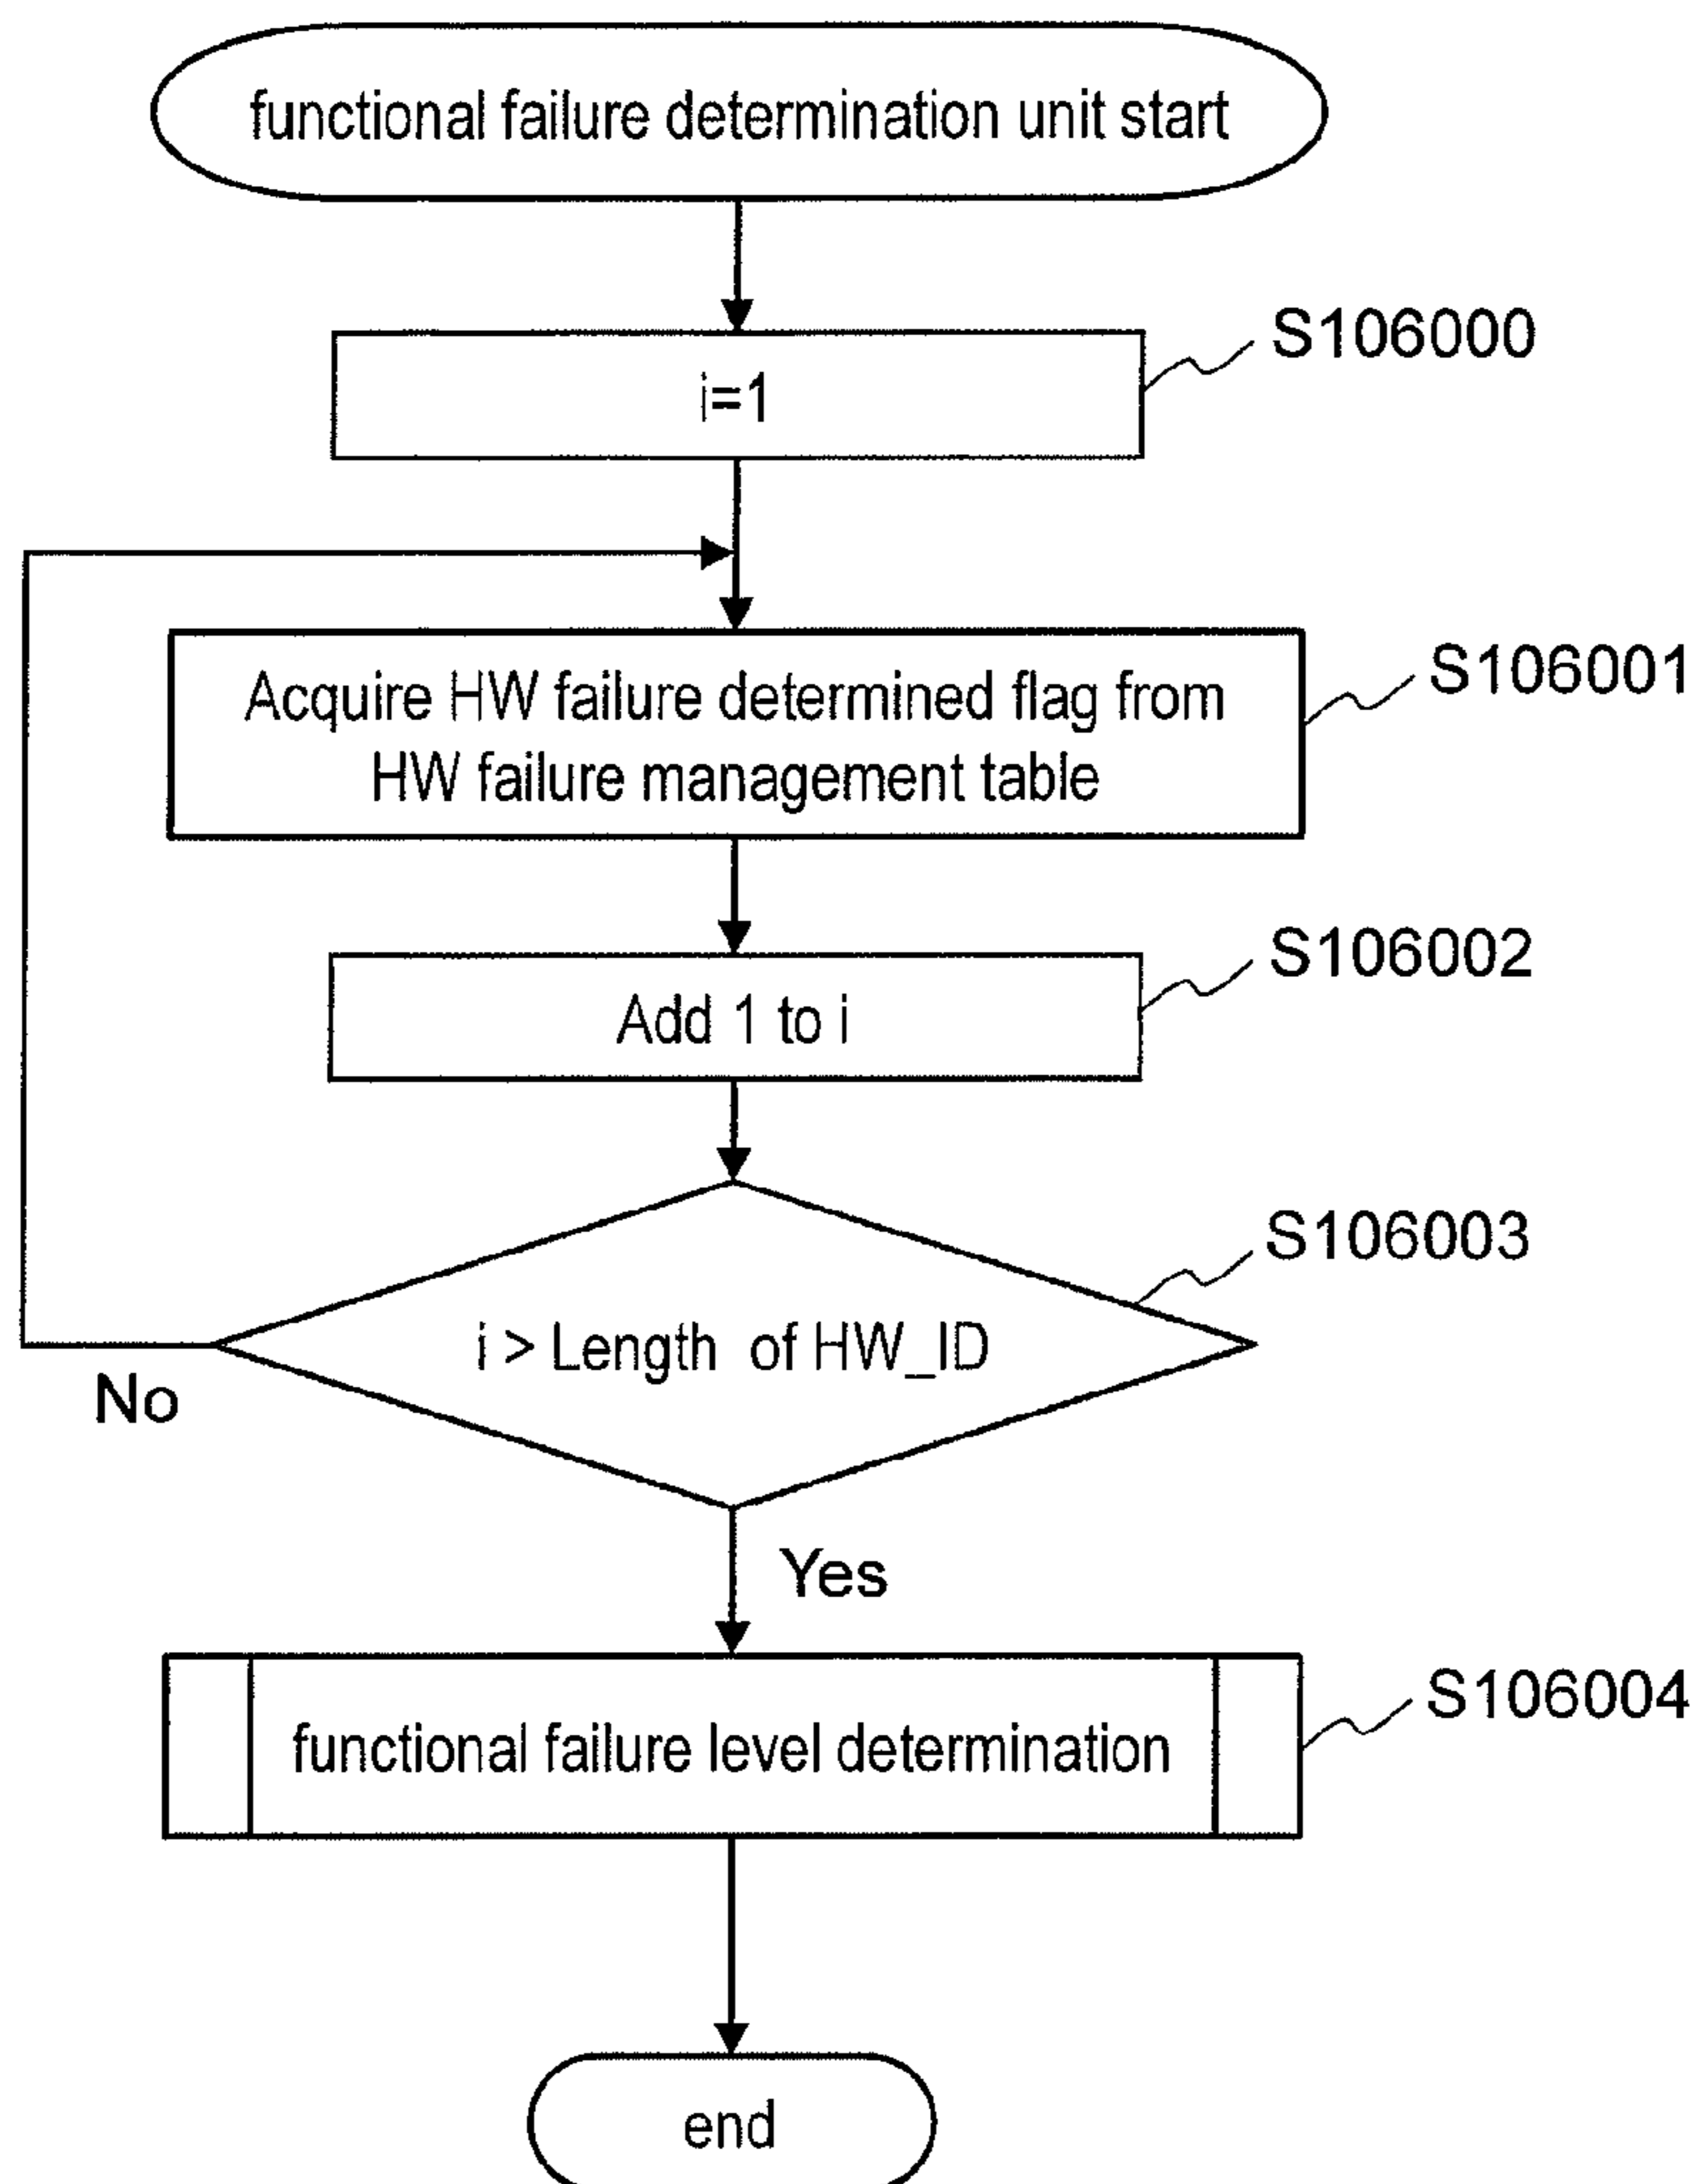 functional failure determination unit start
S106000
i=1
S106001
Acquire HW failure determined flag from
HW failure management table
S106002
Add 1 to i
S106003
i > Length of HW_ID
No
Yes
S106004
functional failure level determination
end